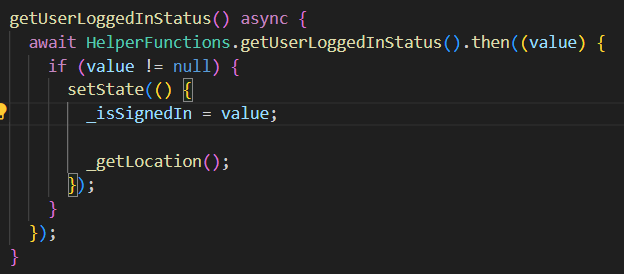 getUserLoggedInStatus() async {
await HelperFunctions.getUserLoggedInStatus().then((value) {
if (value != null) {
setState(() {
_isSignedIn = value;
_getLocation();
});
}
});
}